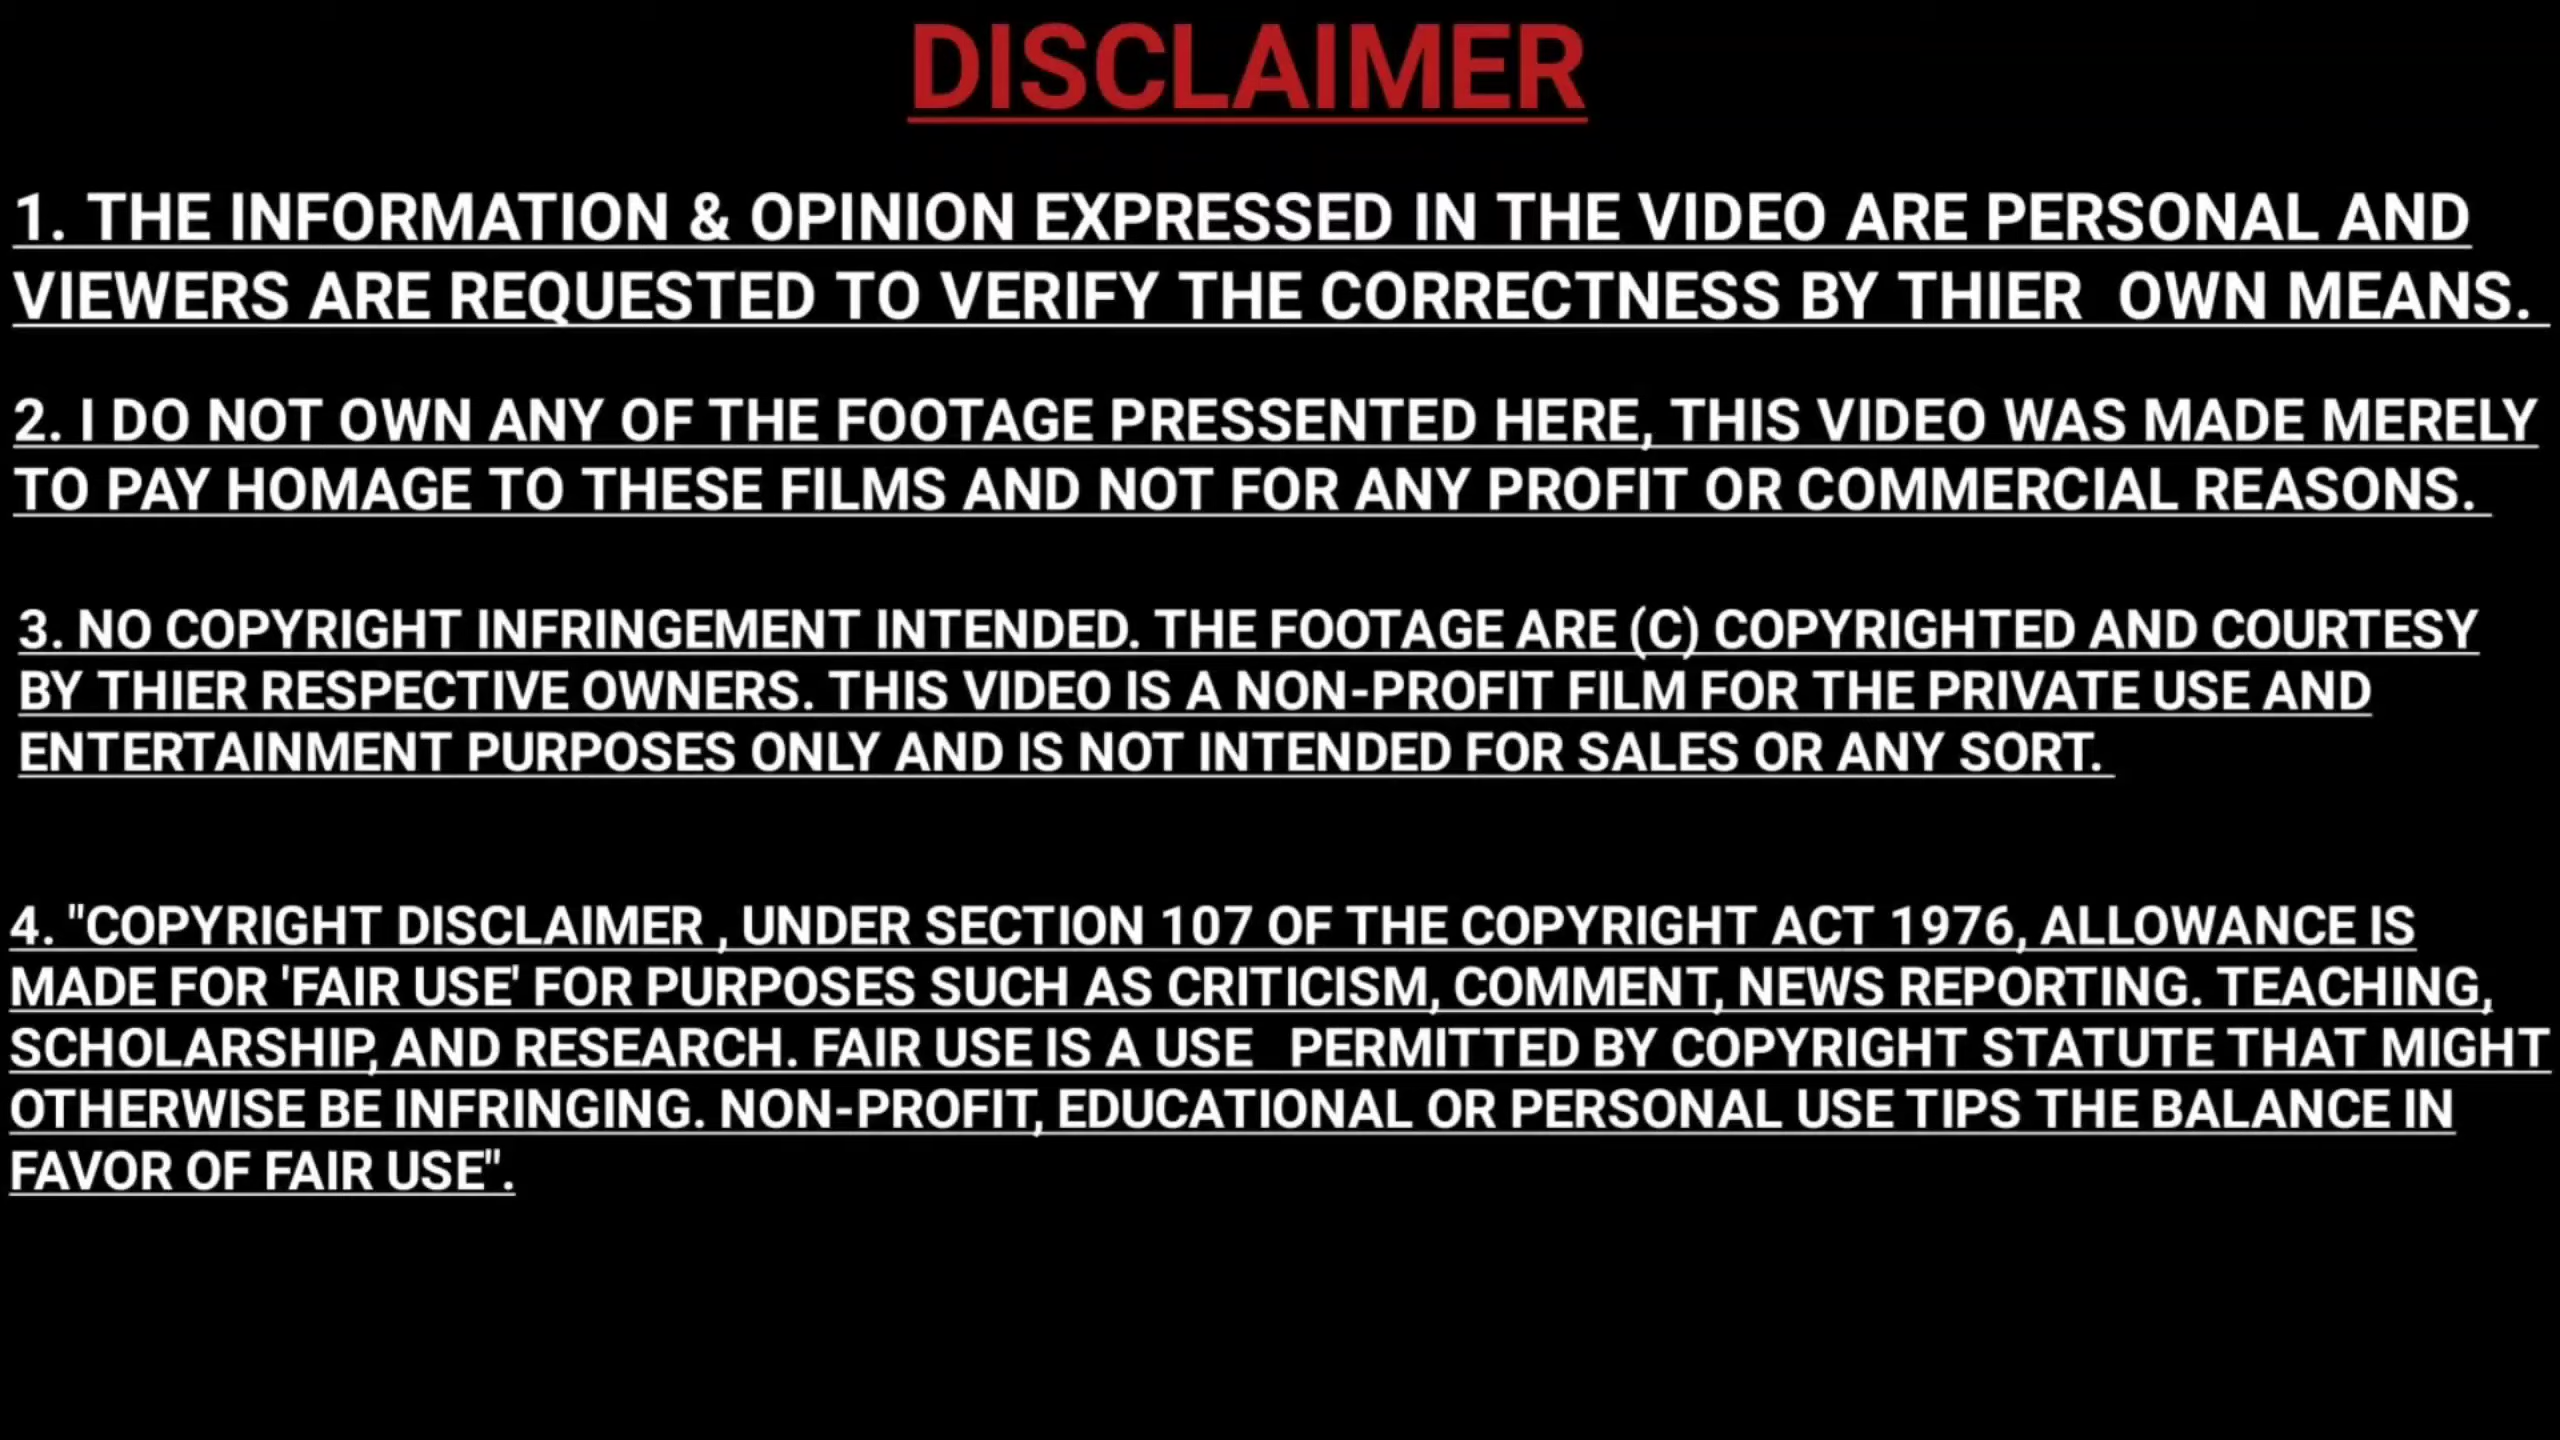 DISCLAIMER
1. THE INFORMATION & OPINION EXPRESSED IN THE VIDEO ARE PERSONAL AND
VIEWERS ARE REQUESTED TO VERIFY THE CORRECTNESS BY THIER OWN MEANS.
2. I DO NOT OWN ANY OF THE FOOTAGE PRESSENTED HERE, THIS VIDEO WAS MADE MERELY
TO PAY HOMAGE TO THESE FILMS AND NOT FOR ANY PROFIT OR COMMERCIAL REASONS.
3. NO COPYRIGHT INFRINGEMENT INTENDED. THE FOOTAGE ARE (C) COPYRIGHTED AND COURTESY
BY THIER RESPECTIVE OWNERS. THIS VIDEO IS A NON-PROFIT FILM FOR THE PRIVATE USE AND
ENTERTAINMENT PURPOSES ONLY AND IS NOT INTENDED FOR SALES OR ANY SORT.
4. "COPYRIGHT DISCLAIMER , UNDER SECTION 107 OF THE COPYRIGHT ACT 1976, ALLOWANCE IS
MADE FOR 'FAIR USE' FOR PURPOSES SUCH AS CRITICISM, COMMENT, NEWS REPORTING. TEACHING,
SCHOLARSHIP, AND RESEARCH. FAIR USE IS A USE PERMITTED BY COPYRIGHT STATUTE THAT MIGHT
OTHERWISE BE INFRINGING. NON-PROFIT, EDUCATIONAL OR PERSONAL USE TIPS THE BALANCE IN
FAVOR OF FAIR USE".